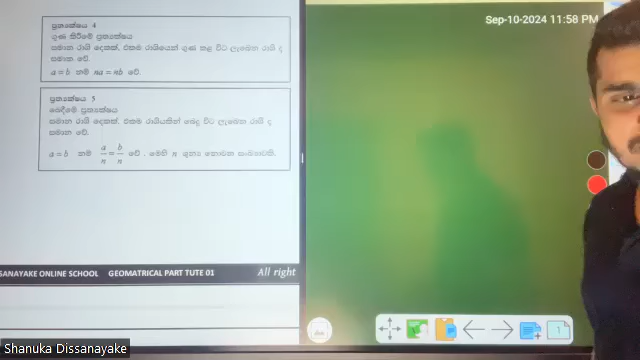 ප්‍රත්‍යක්ෂය 4
ගුණ කිරීමේ ප්‍රත්‍යක්ෂය
සමාන රාශි දෙකක්, එකම රාශියෙන් ගුණ කළ විට ලැබෙන රාශි ද
සමාන වේ.
a = b නම් na = nb වේ.
ප්‍රත්‍යක්ෂය 5
බෙදීමේ ප්‍රත්‍යක්ෂය
සමාන රාශි දෙකක්, එකම රාශියකින් බෙදූ විට ලැබෙන රාශි ද
සමාන වේ.
a = b නම් a/n = b/n වේ . මෙහි n ශුන්‍ය නොවන සංඛ්‍යාවකි.
SANAYAKE ONLINE SCHOOL GEOMATRICAL PART TUTE 01 All right
Sep-10-2024 11:58 PM
1
Shanuka Dissanayake